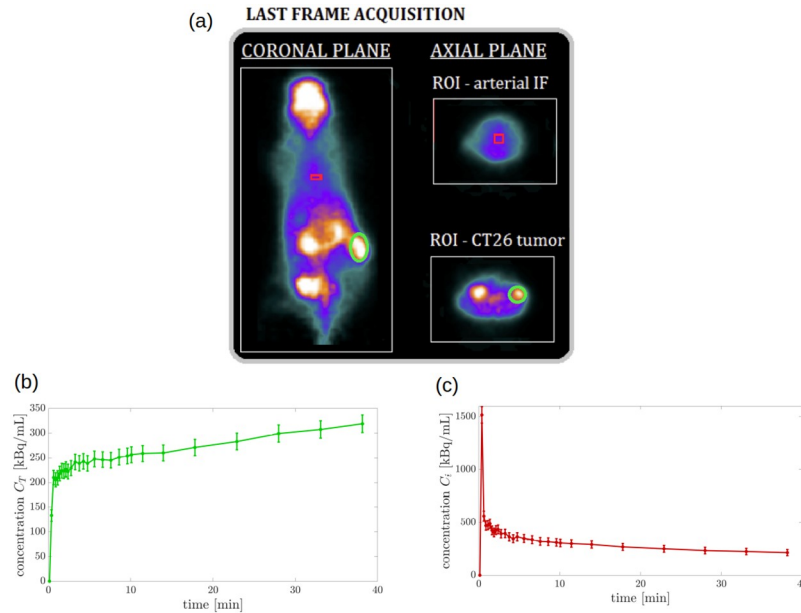 (a) LAST FRAME ACQUISITION
CORONAL PLANE
AXIAL PLANE
ROI - arterial IF
ROI - CT26 tumor
(b)
concentration C_T [kBq/mL]
350
300
250
200
150
100
50
0
0 10 20 30 40
time [min]
(c)
concentration C_i [kBq/mL]
1500
1000
500
0
0 10 20 30 40
time [min]